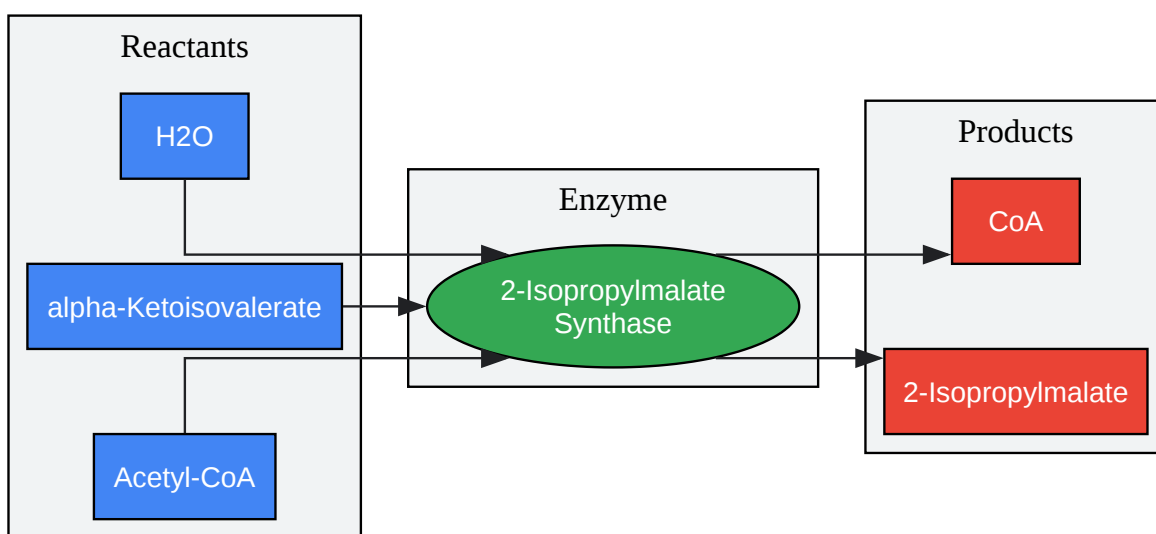 Reactants
H2O
alpha-Ketoisovalerate
Acetyl-CoA
Enzyme
2-Isopropylmalate
Synthase
Products
CoA
2-Isopropylmalate